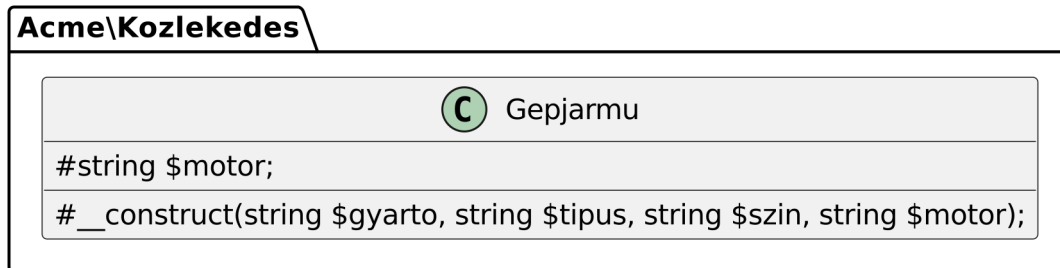 Acme\Kozlekedes
C Gepjarmu
#string $motor;
#__construct(string $gyarto, string $tipus, string $szin, string $motor);